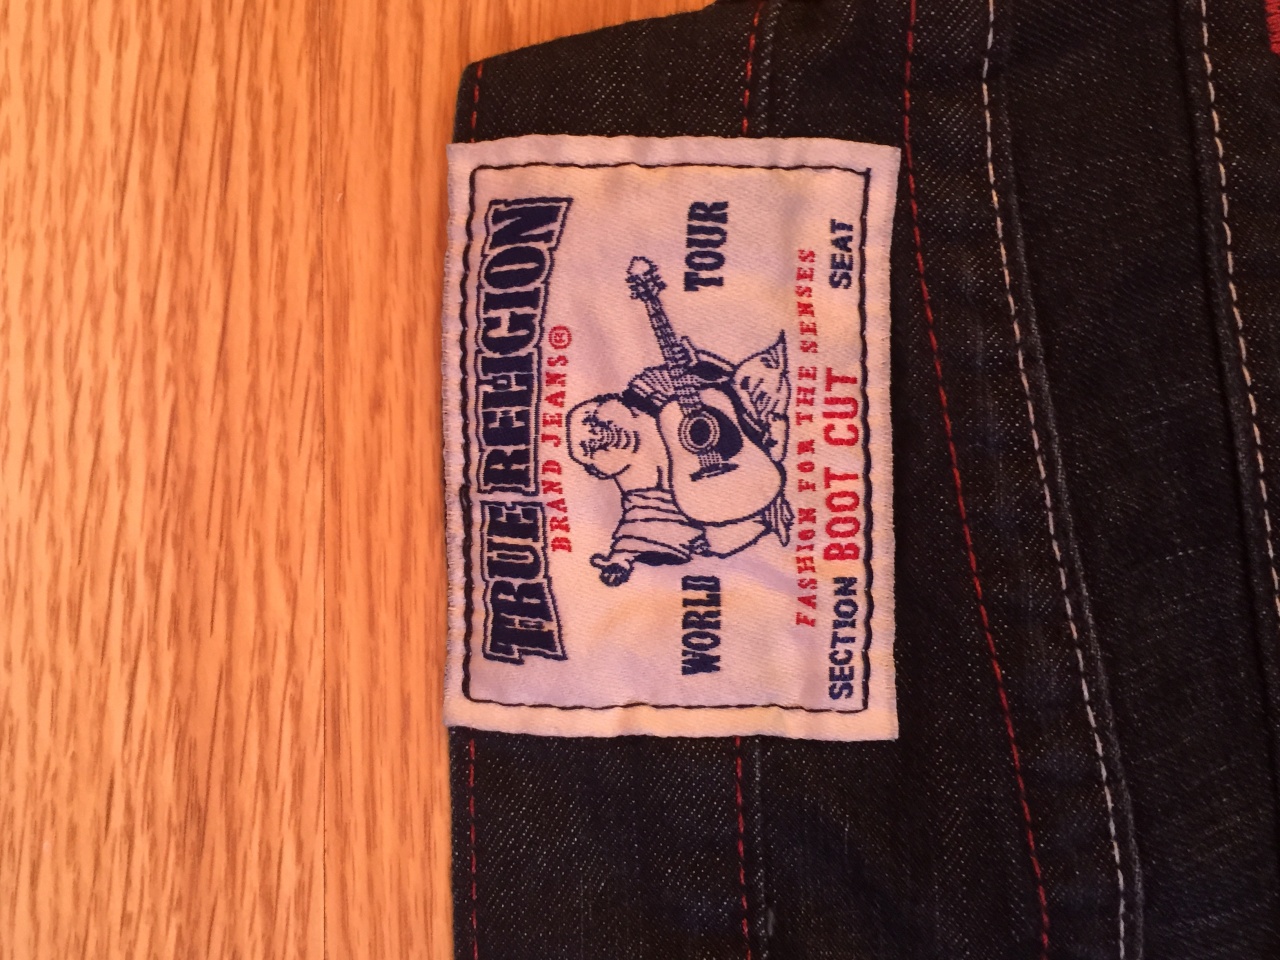 TRUE RELIGION
BRAND JEANS®
WORLD TOUR
FASHION FOR THE SENSES
SECTION BOOT CUT SEAT